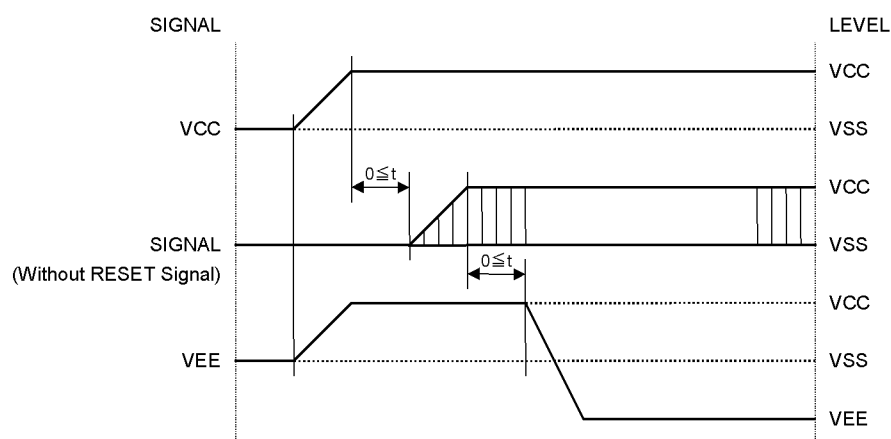 SIGNAL LEVEL
VCC
VCC VSS
0≦t
VCC
SIGNAL VSS
(Without RESET Signal)
0≦t
VCC
VEE VSS
VEE